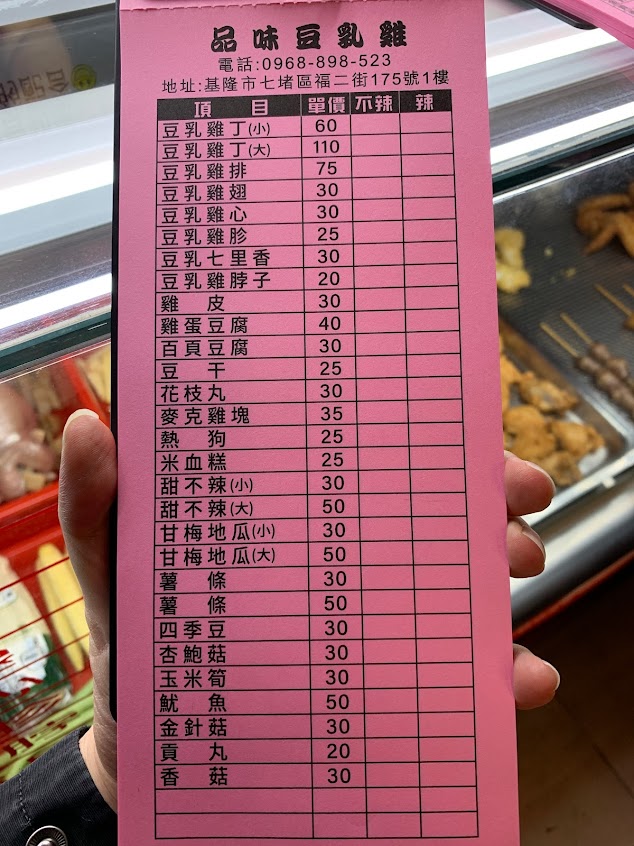 品味豆乳雞
電話:0968-898-523
地址:基隆市七堵區福二街175號1樓
項目 單價 不辣 辣
豆乳雞丁(小) 60
豆乳雞丁(大) 110
豆乳雞排 75
豆乳雞翅 30
豆乳雞心 30
豆乳雞胗 25
豆乳七里香 30
豆乳雞脖子 20
雞皮 30
雞蛋豆腐 40
百頁豆腐 30
豆干 25
花枝丸 30
麥克雞塊 35
熱狗 25
米血糕 25
甜不辣(小) 30
甜不辣(大) 50
甘梅地瓜(小) 30
甘梅地瓜(大) 50
薯條 30
薯條 50
四季豆 30
杏鮑菇 30
玉米筍 30
魷魚 50
金針菇 30
貢丸 20
香菇 30